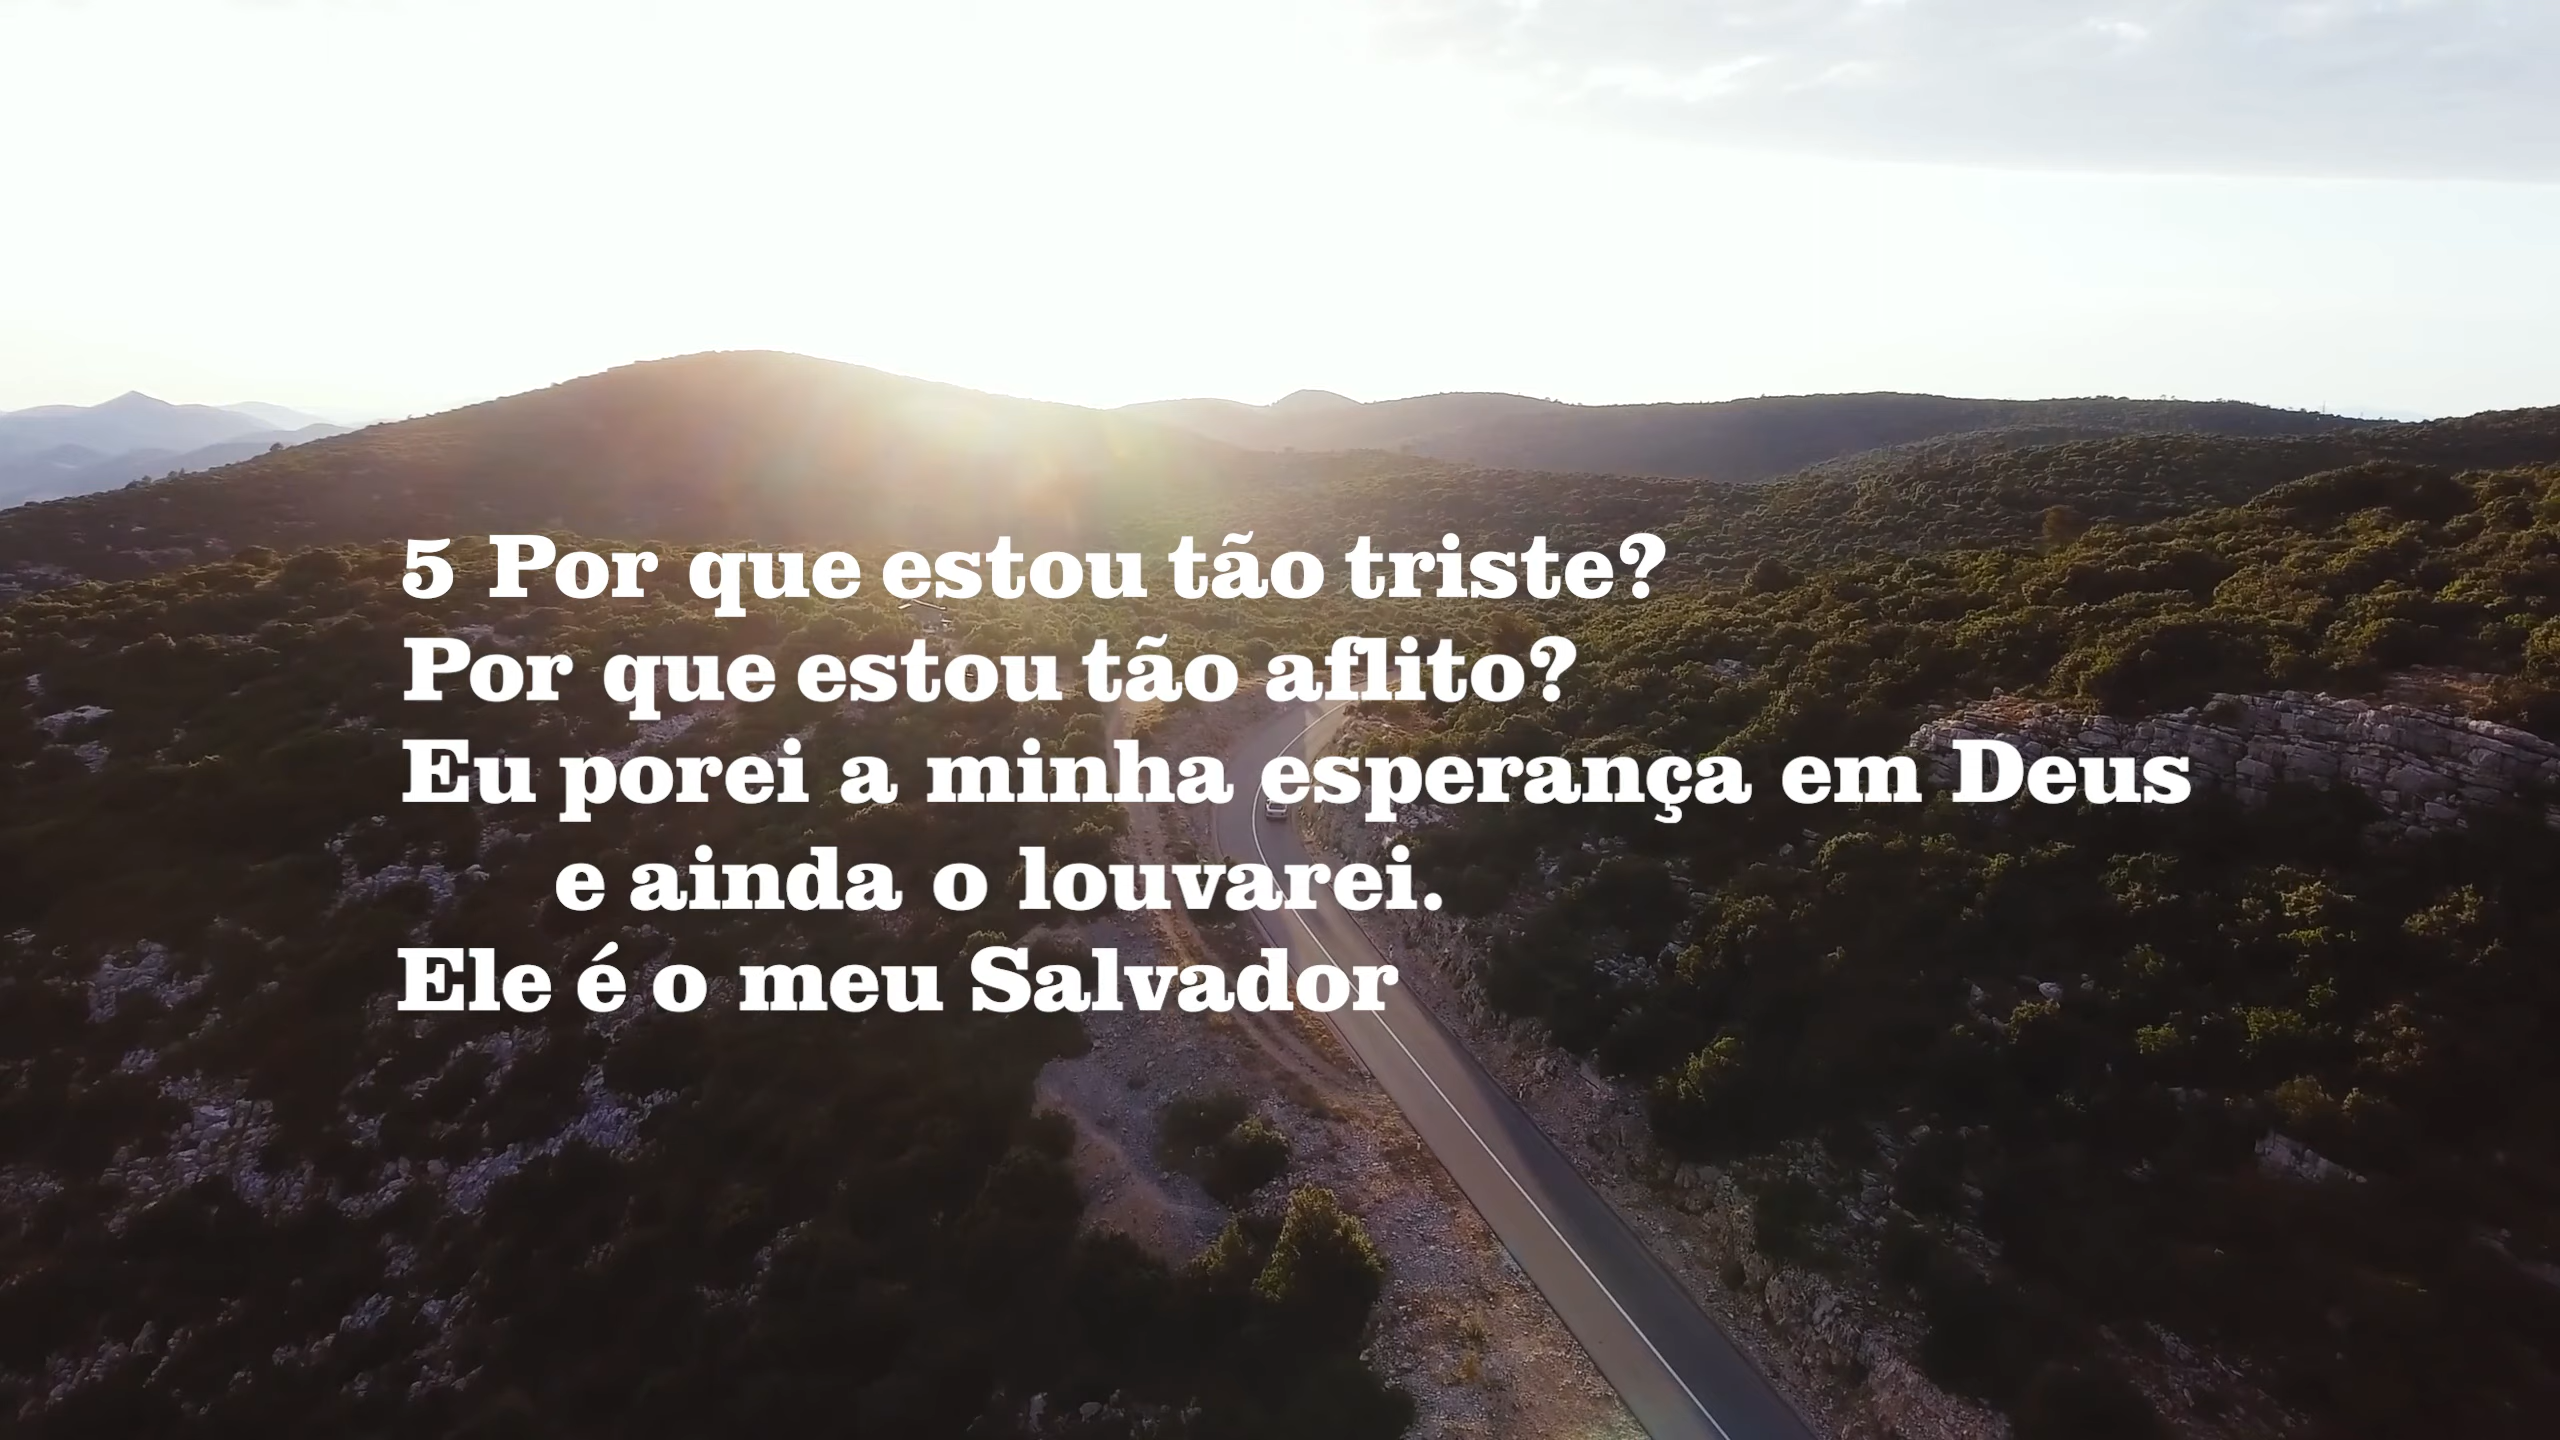 5 Por que estou tão triste?
Por que estou tão aflito?
Eu porei a minha esperança em Deus
e ainda o louvarei.
Ele é o meu Salvador